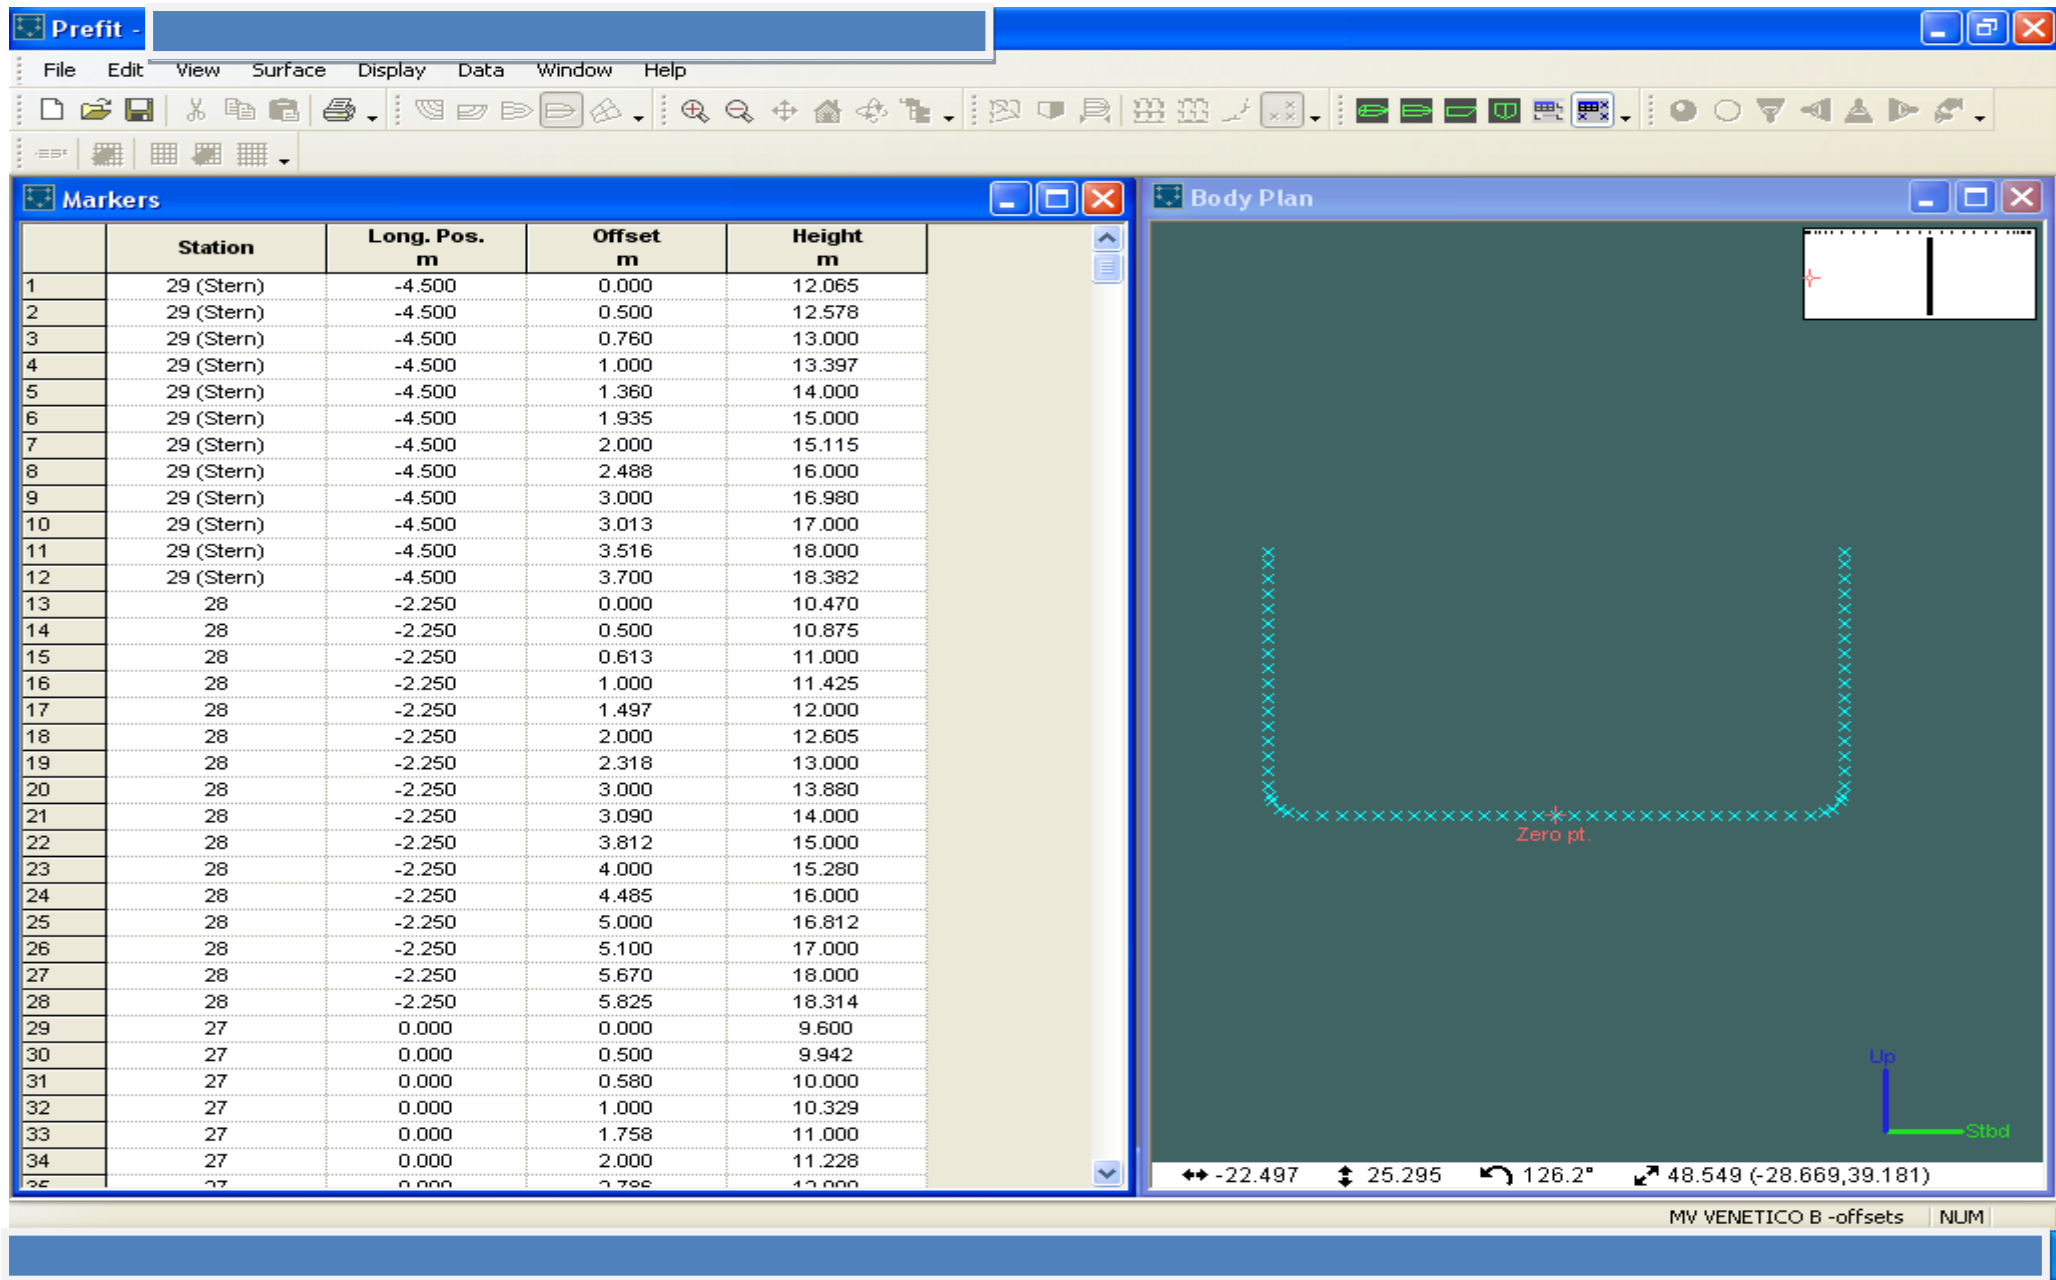 Prefit -
File Edit View Surface Display Data Window Help
Markers
Station Long. Pos. m Offset m Height m
1 29 (Stern) -4.500 0.000 12.065
2 29 (Stern) -4.500 0.500 12.578
3 29 (Stern) -4.500 0.760 13.000
4 29 (Stern) -4.500 1.000 13.397
5 29 (Stern) -4.500 1.360 14.000
6 29 (Stern) -4.500 1.935 15.000
7 29 (Stern) -4.500 2.000 15.115
8 29 (Stern) -4.500 2.488 16.000
9 29 (Stern) -4.500 3.000 16.980
10 29 (Stern) -4.500 3.013 17.000
11 29 (Stern) -4.500 3.516 18.000
12 29 (Stern) -4.500 3.700 18.382
13 28 -2.250 0.000 10.470
14 28 -2.250 0.500 10.875
15 28 -2.250 0.613 11.000
16 28 -2.250 1.000 11.425
17 28 -2.250 1.497 12.000
18 28 -2.250 2.000 12.605
19 28 -2.250 2.318 13.000
20 28 -2.250 3.000 13.880
21 28 -2.250 3.090 14.000
22 28 -2.250 3.812 15.000
23 28 -2.250 4.000 15.280
24 28 -2.250 4.485 16.000
25 28 -2.250 5.000 16.812
26 28 -2.250 5.100 17.000
27 28 -2.250 5.670 18.000
28 28 -2.250 5.825 18.314
29 27 0.000 0.000 9.600
30 27 0.000 0.500 9.942
31 27 0.000 0.580 10.000
32 27 0.000 1.000 10.329
33 27 0.000 1.758 11.000
34 27 0.000 2.000 11.228
35 27 0.000 2.786 12.000
Body Plan
Zero pt.
Up
Stbd
-22.497 25.295 126.2° 48.549 (-28.669,39.181)
MV VENETICO B -offsets NUM